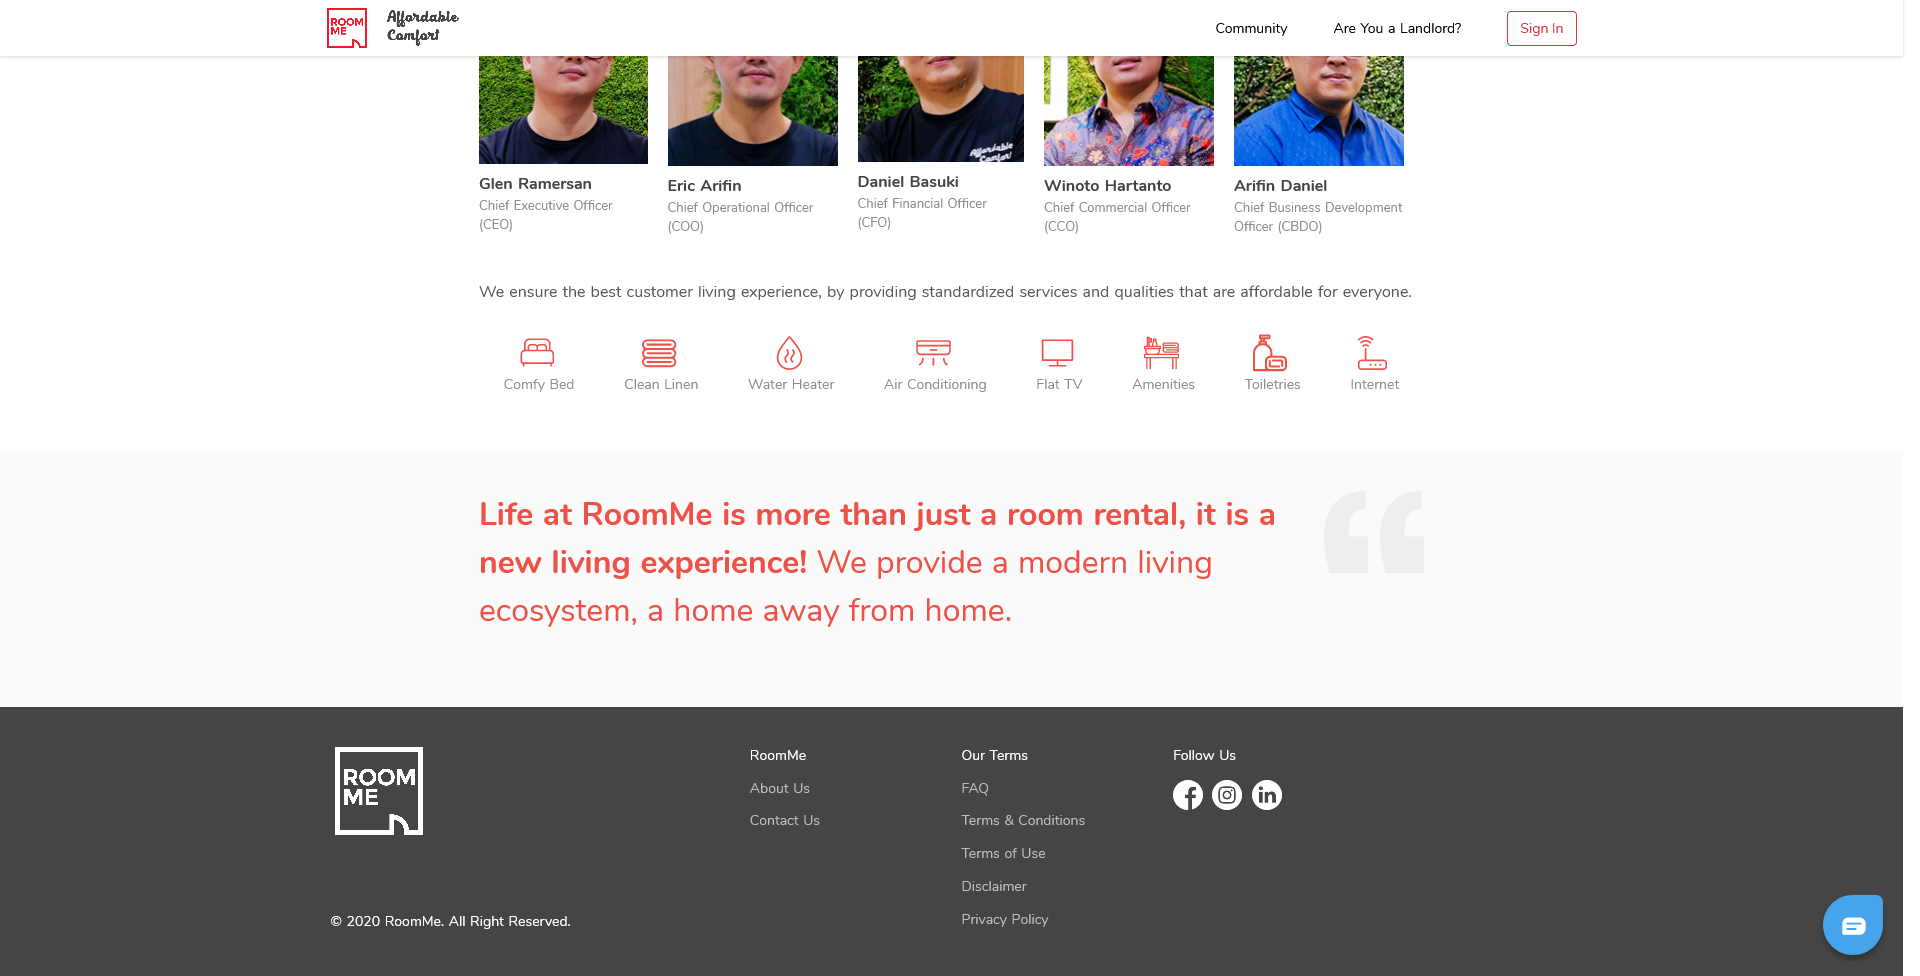 ROOM
ME
Affordable
Comfort
Community
Are You a Landlord?
Sign In
Affordable
Comfort
Glen Ramersan
Chief Executive Officer
(CEO)
Eric Arifin
Chief Operational Officer
(COO)
Daniel Basuki
Chief Financial Officer
(CFO)
Winoto Hartanto
Chief Commercial Officer
(CCO)
Arifin Daniel
Chief Business Development
Officer (CBDO)
We ensure the best customer living experience, by providing standardized services and qualities that are affordable for everyone.
Comfy Bed
Clean Linen
Water Heater
Air Conditioning
Flat TV
Amenities
Toiletries
Internet
Life at RoomMe is more than just a room rental, it is a
new living experience! We provide a modern living
ecosystem, a home away from home.
ROOM
ME
© 2020 RoomMe. All Right Reserved.
RoomMe
About Us
Contact Us
Our Terms
FAQ
Terms & Conditions
Terms of Use
Disclaimer
Privacy Policy
Follow Us